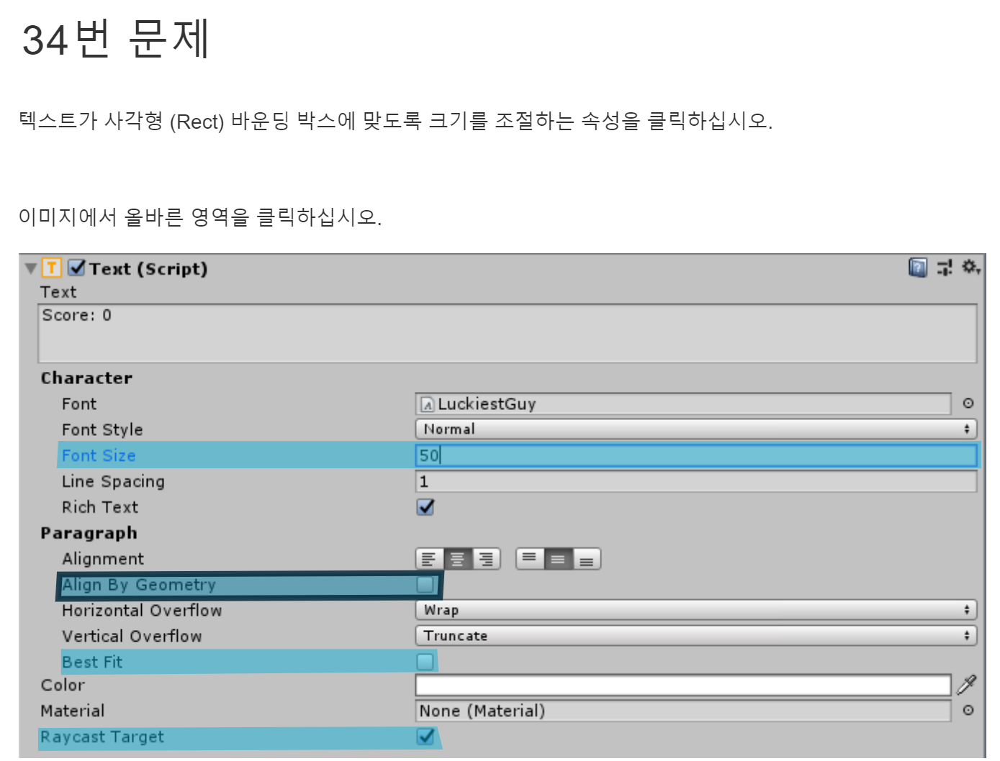 34번 문제
텍스트가 사각형 (Rect) 바운딩 박스에 맞도록 크기를 조절하는 속성을 클릭하십시오.
이미지에서 올바른 영역을 클릭하십시오.
T Text (Script)
Text
Score: 0
Character
Font LuckiestGuy
Font Style Normal
Font Size 50
Line Spacing 1
Rich Text
Paragraph
Alignment
Align By Geometry
Horizontal Overflow Wrap
Vertical Overflow Truncate
Best Fit
Color
Material None (Material)
Raycast Target